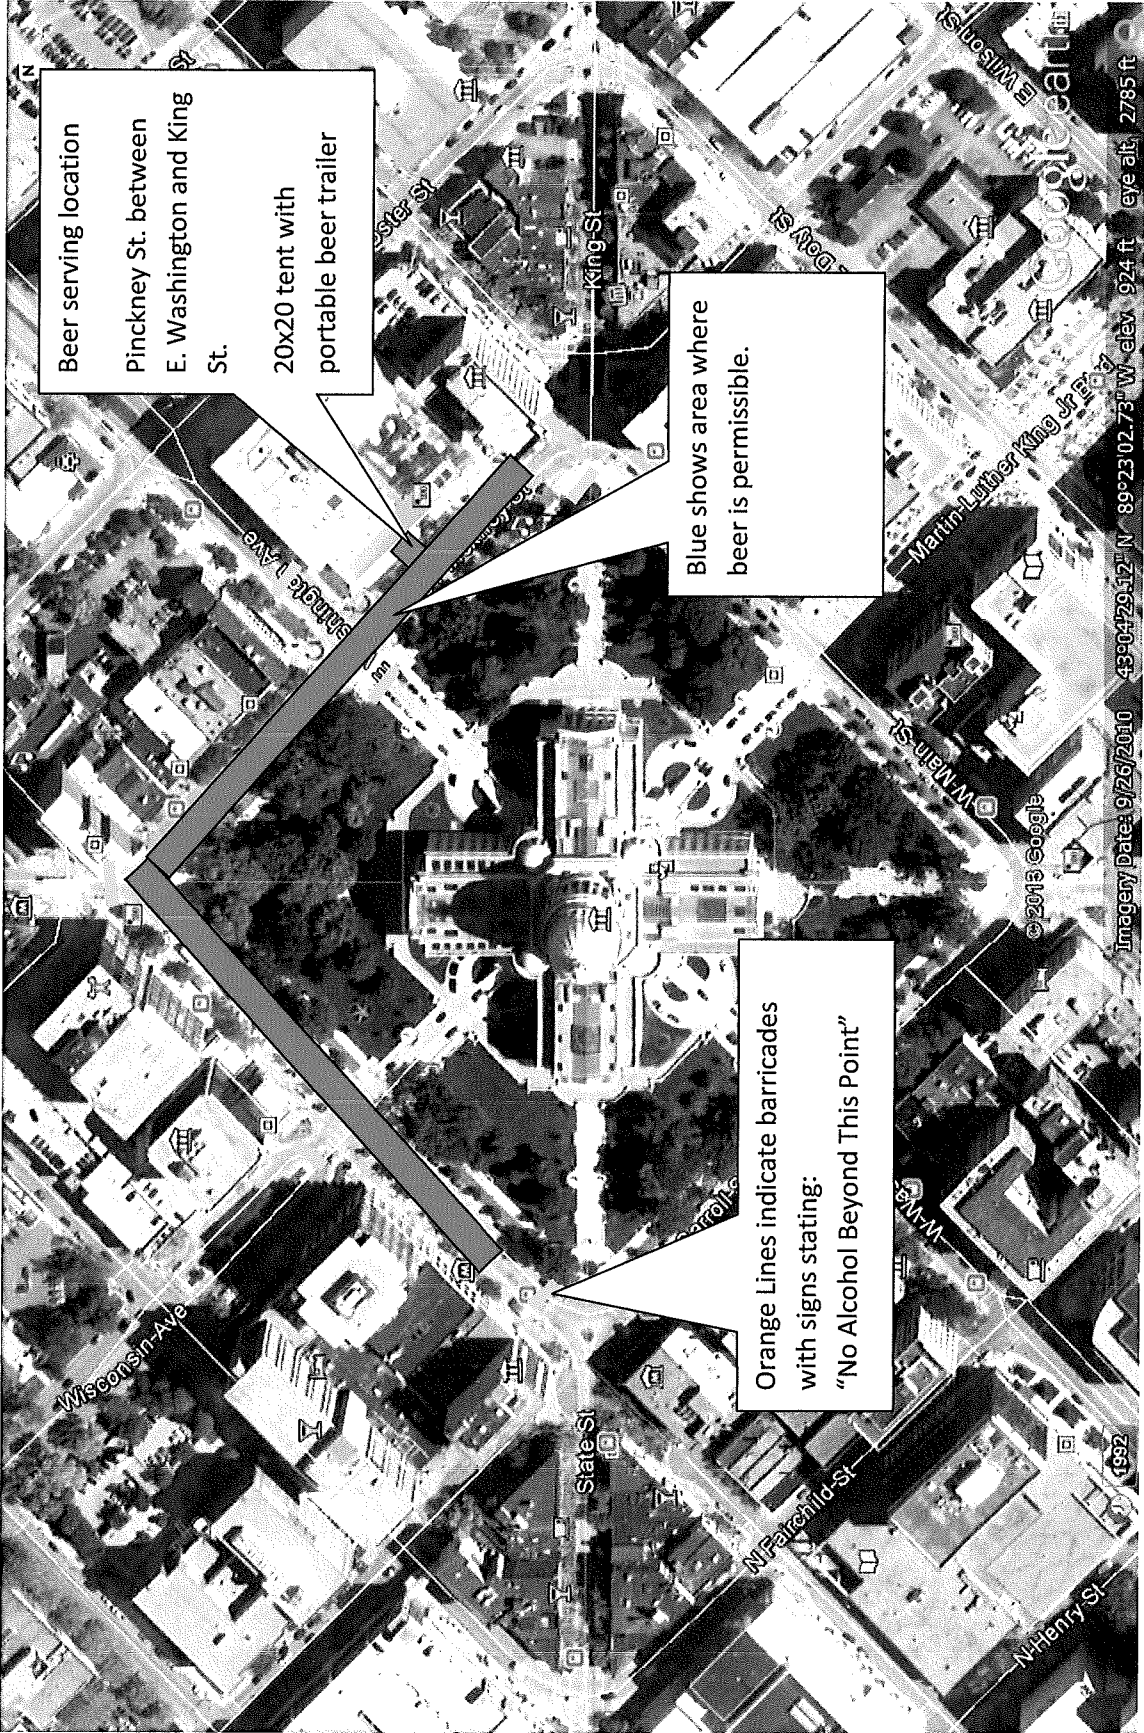 N
Beer serving location
Pinckney St. between
E. Washington and King
St.
20x20 tent with
portable beer trailer
Blue shows area where
beer is permissible.
Orange Lines indicate barricades
with signs stating:
“No Alcohol Beyond This Point”
Wisconsin Ave
State St
N Fairchild St
N Henry St
W Main St
Martin Luther King Jr
King St
E Wilson St
Doty St
1992
© 2013 Google
Google earth
Imagery Date: 9/26/2010 43°04'29.12" N 89°23'02.73" W elev 924 ft eye alt 2785 ft